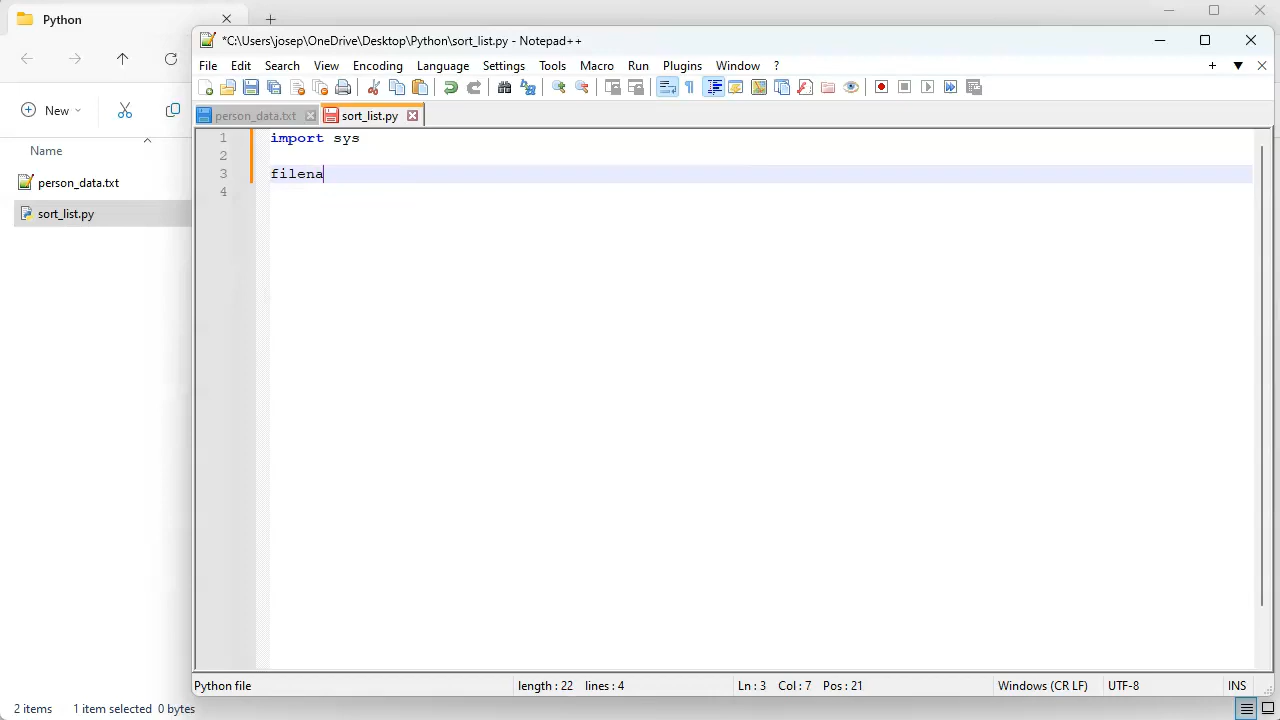 Python
*C:\Users\josep\OneDrive\Desktop\Python\sort_list.py - Notepad++
File Edit Search View Encoding Language Settings Tools Macro Run Plugins Window ?
New
person_data.txt sort_list.py
Name
person_data.txt
sort_list.py
1 import sys
2
3 filena
4
Python file length : 22 lines : 4 Ln : 3 Col : 7 Pos : 21 Windows (CR LF) UTF-8 INS
2 items 1 item selected 0 bytes